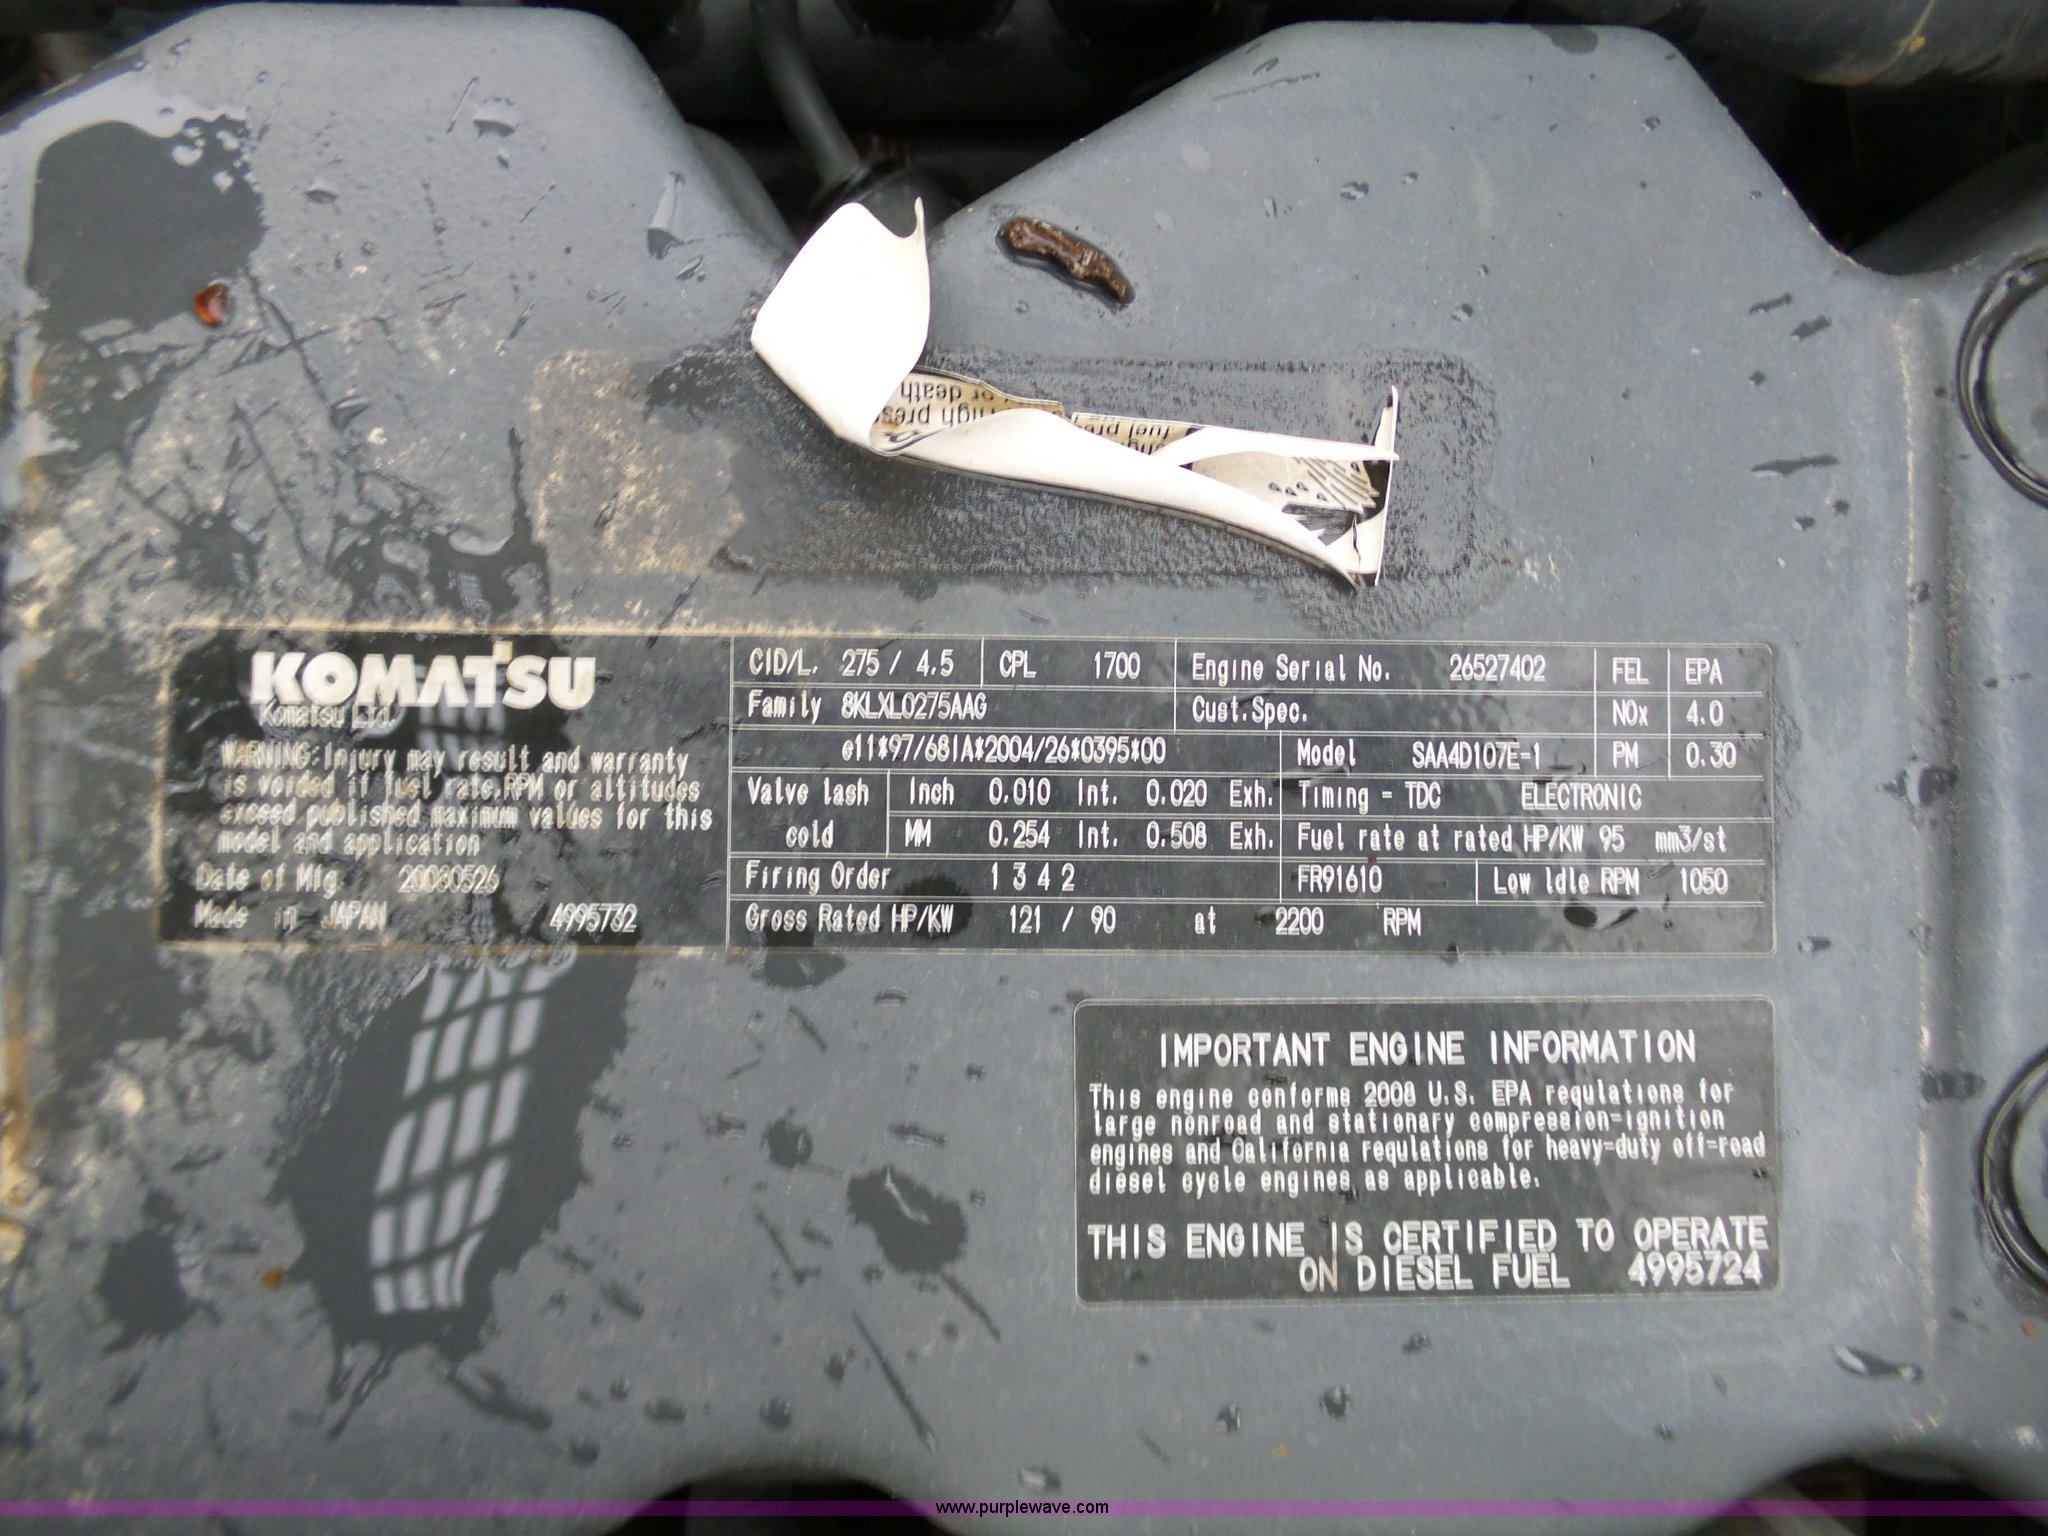 high pres
or death
fuel pre
KOMATSU
Komatsu Ltd.
WARNING: Injury may result and warranty
is voided if fuel rate, RPM or altitudes
exceed published maximum values for this
model and application
Date of Mfg. 20080526
Made in JAPAN 4995732
CID/L. 275 / 4.5 CPL 1700 Engine Serial No. 26527402 FEL EPA
Family 8KLXL0275AAG Cust.Spec. NOx 4.0
e11*97/68IA*2004/26*0395*00 Model SAA4D107E-1 PM 0.30
Valve lash Inch 0.010 Int. 0.020 Exh. Timing - TDC ELECTRONIC
cold MM 0.254 Int. 0.508 Exh. Fuel rate at rated HP/KW 95 mm3/st
Firing Order 1 3 4 2 FR91610 Low Idle RPM 1050
Gross Rated HP/KW 121 / 90 at 2200 RPM
IMPORTANT ENGINE INFORMATION
This engine conforms 2008 U.S. EPA regulations for
large nonroad and stationary compression-ignition
engines and California regulations for heavy-duty off-road
diesel cycle engines as applicable.
THIS ENGINE IS CERTIFIED TO OPERATE
ON DIESEL FUEL 4995724
www.purplewave.com